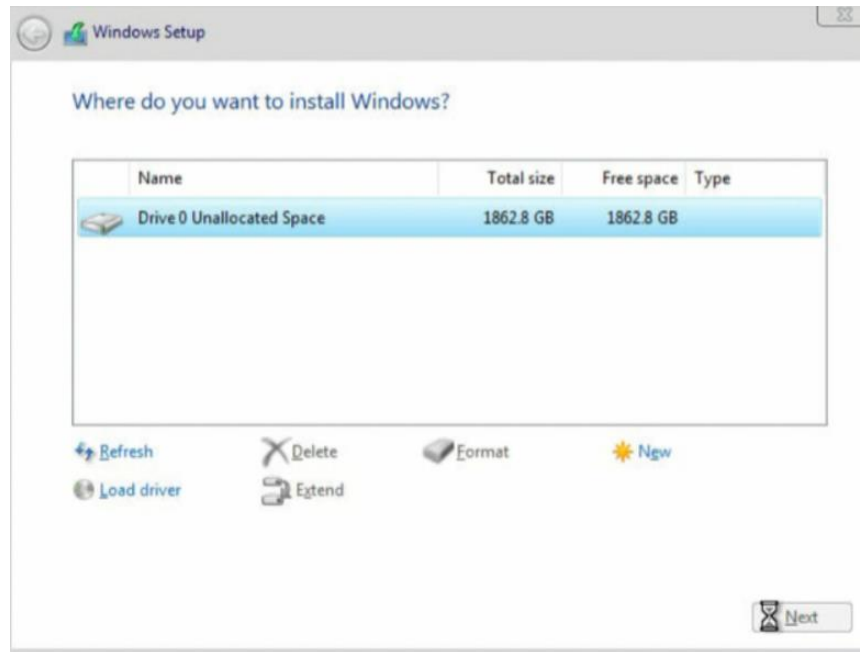 Windows Setup
Where do you want to install Windows?
Name Total size Free space Type
Drive 0 Unallocated Space 1862.8 GB 1862.8 GB
Refresh Delete Format New
Load driver Extend
Next